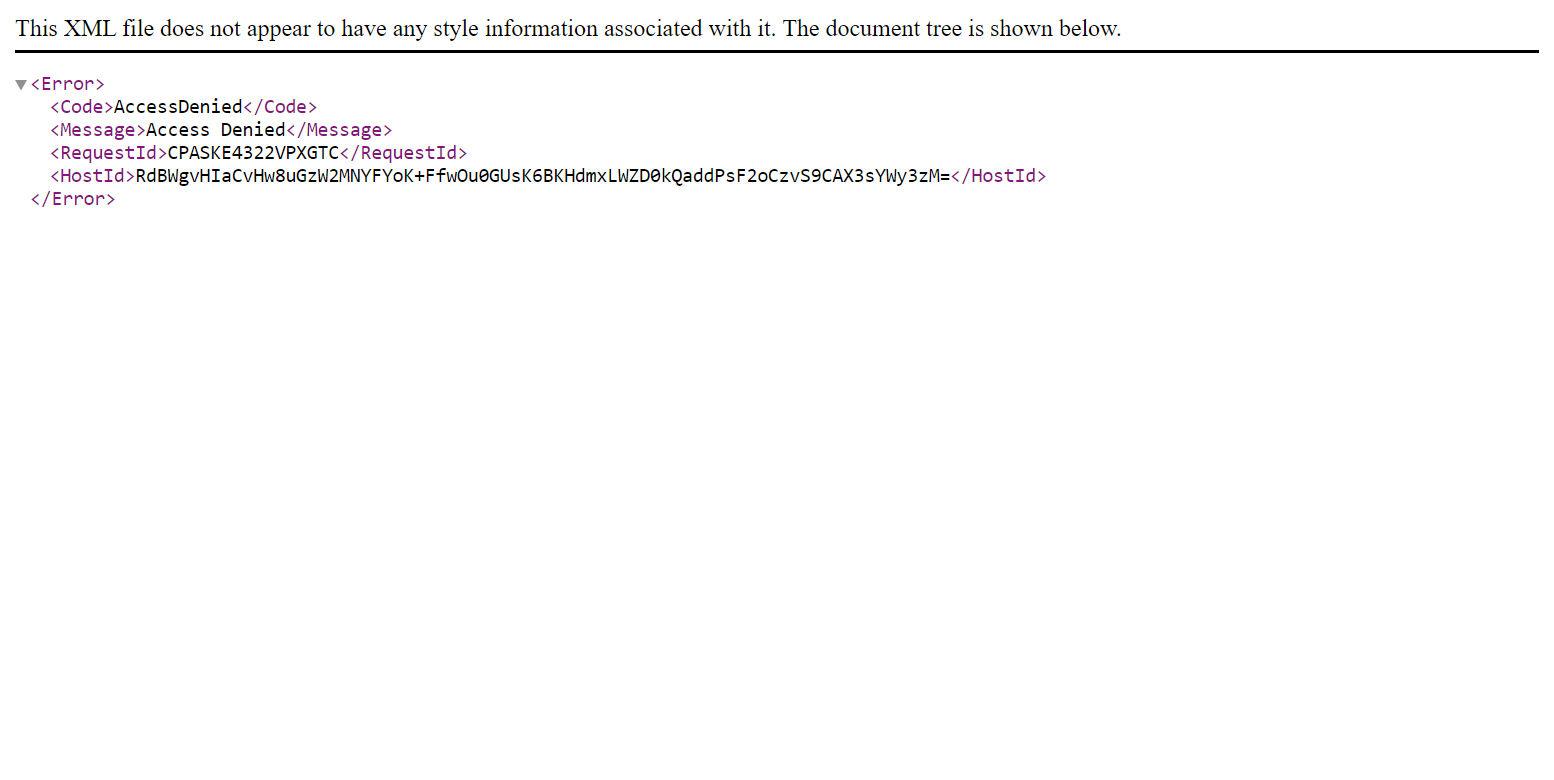 This XML file does not appear to have any style information associated with it. The document tree is shown below.
<Error>
<Code>AccessDenied</Code>
<Message>Access Denied</Message>
<RequestId>CPASKE4322VPXGTC</RequestId>
<HostId>RdBWgvHIaCvHw8uGzW2MNYFYoK+FfwOu0GUsK6BKHdmxLWZD0kQaddPsF2oCzvS9CAX3sYWy3zM=</HostId>
</Error>